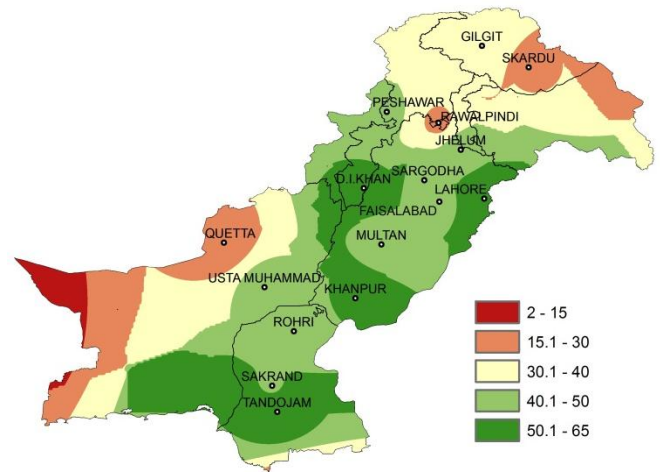 GILGIT
SKARDU
PESHAWAR
RAWALPINDI
JHELUM
SARGODHA
D.I.KHAN
LAHORE
FAISALABAD
QUETTA
MULTAN
USTA MUHAMMAD
KHANPUR
ROHRI
SAKRAND
TANDOJAM
2 - 15
15.1 - 30
30.1 - 40
40.1 - 50
50.1 - 65